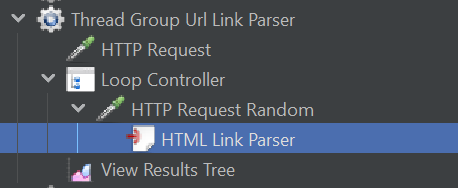 Thread Group Url Link Parser
HTTP Request
Loop Controller
HTTP Request Random
HTML Link Parser
View Results Tree